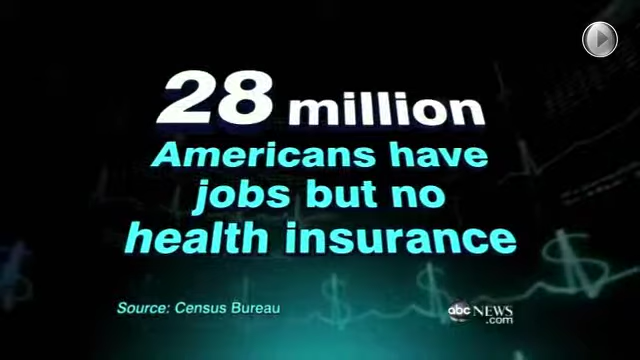 28 million
Americans have
jobs but no
health insurance
Source: Census Bureau
abc NEWS
.com